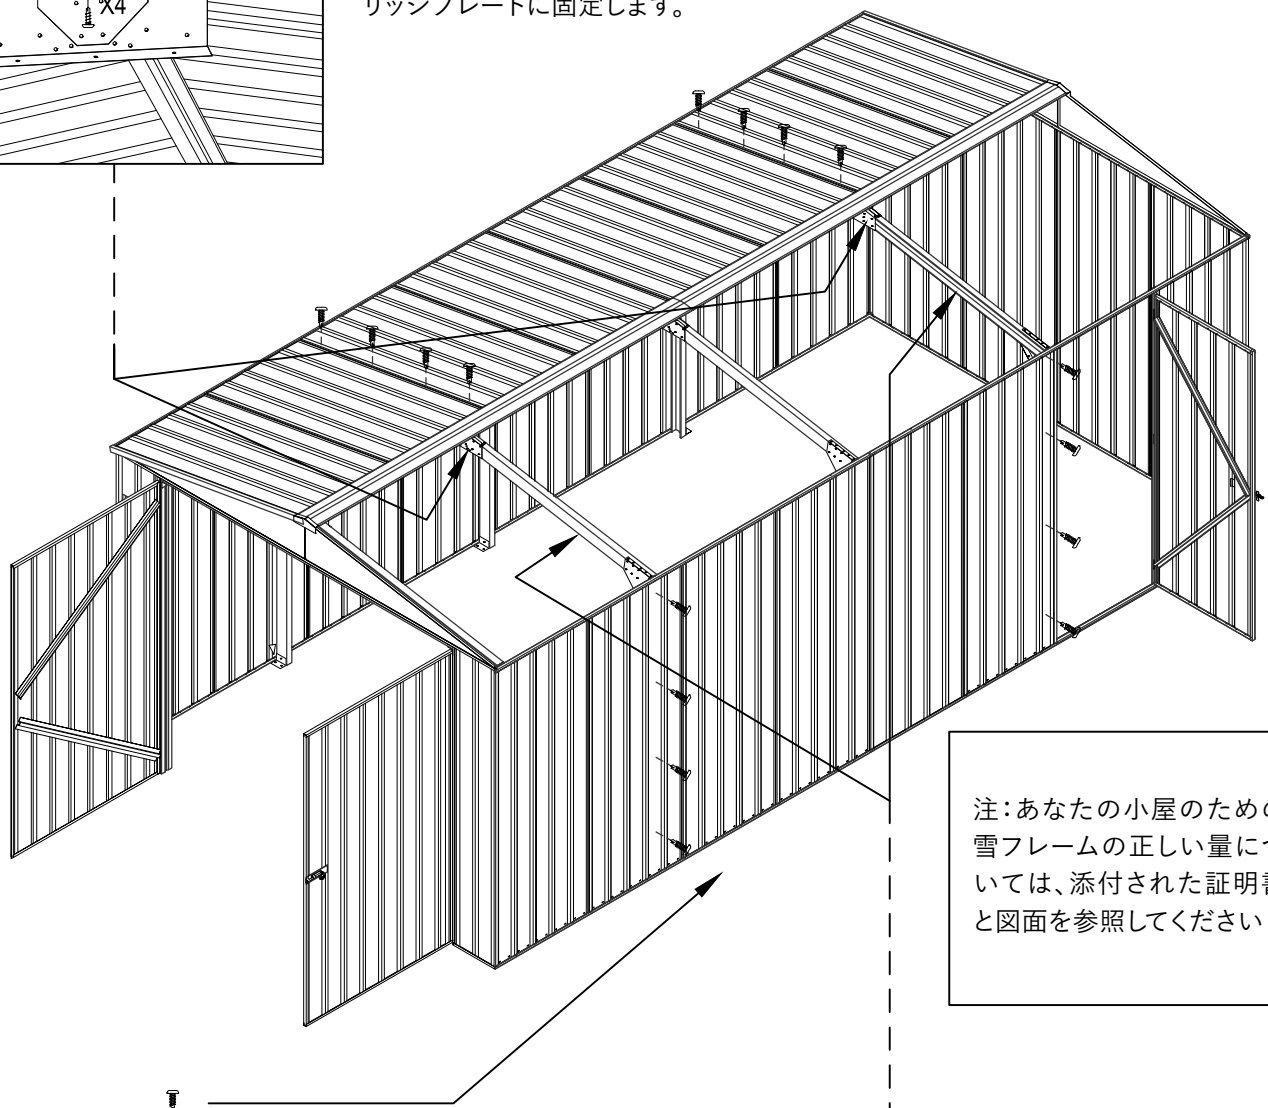 X4
リッジプレートに固定します。
注：あなたの小屋のための
雪フレームの正しい量につ
いては、添付された証明書
と図面を参照してください